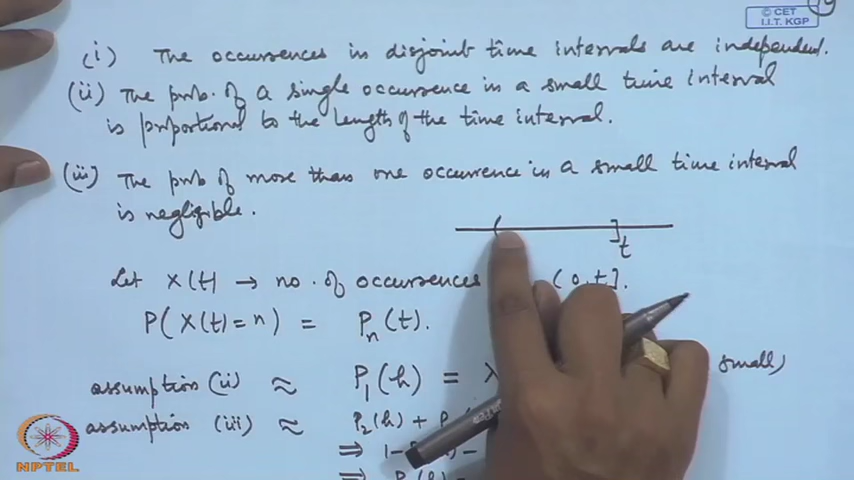 © CET
I.I.T. KGP
(i) The occurrences in disjoint time intervals are independent.
(ii) The prob. of a single occurrence in a small time interval
is proportional to the length of the time interval.
(iii) The prob of more than one occurrence in a small time interval
is negligible.
( ] t
Let X(t) → no. of occurrences (0, t].
P(X(t) = n) = Pₙ(t).
assumption (ii) ≈ P₁(h) = λ small)
assumption (iii) ≈ P₂(h) +
⇒ 1-
⇒
NPTEL